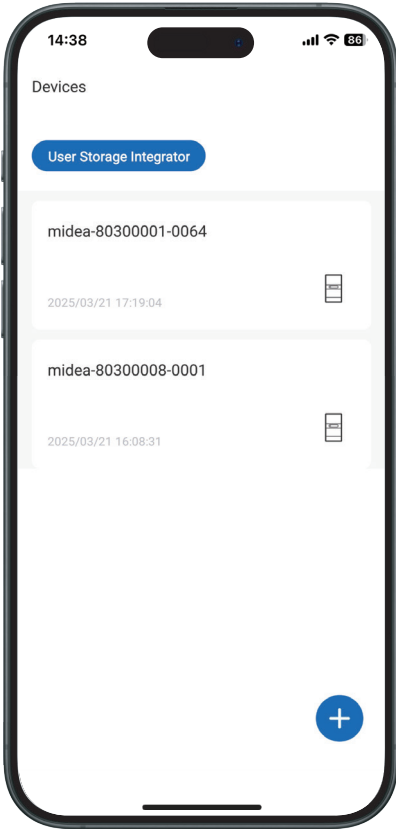 14:38
86
Devices
User Storage Integrator
midea-80300001-0064
2025/03/21 17:19:04
midea-80300008-0001
2025/03/21 16:08:31